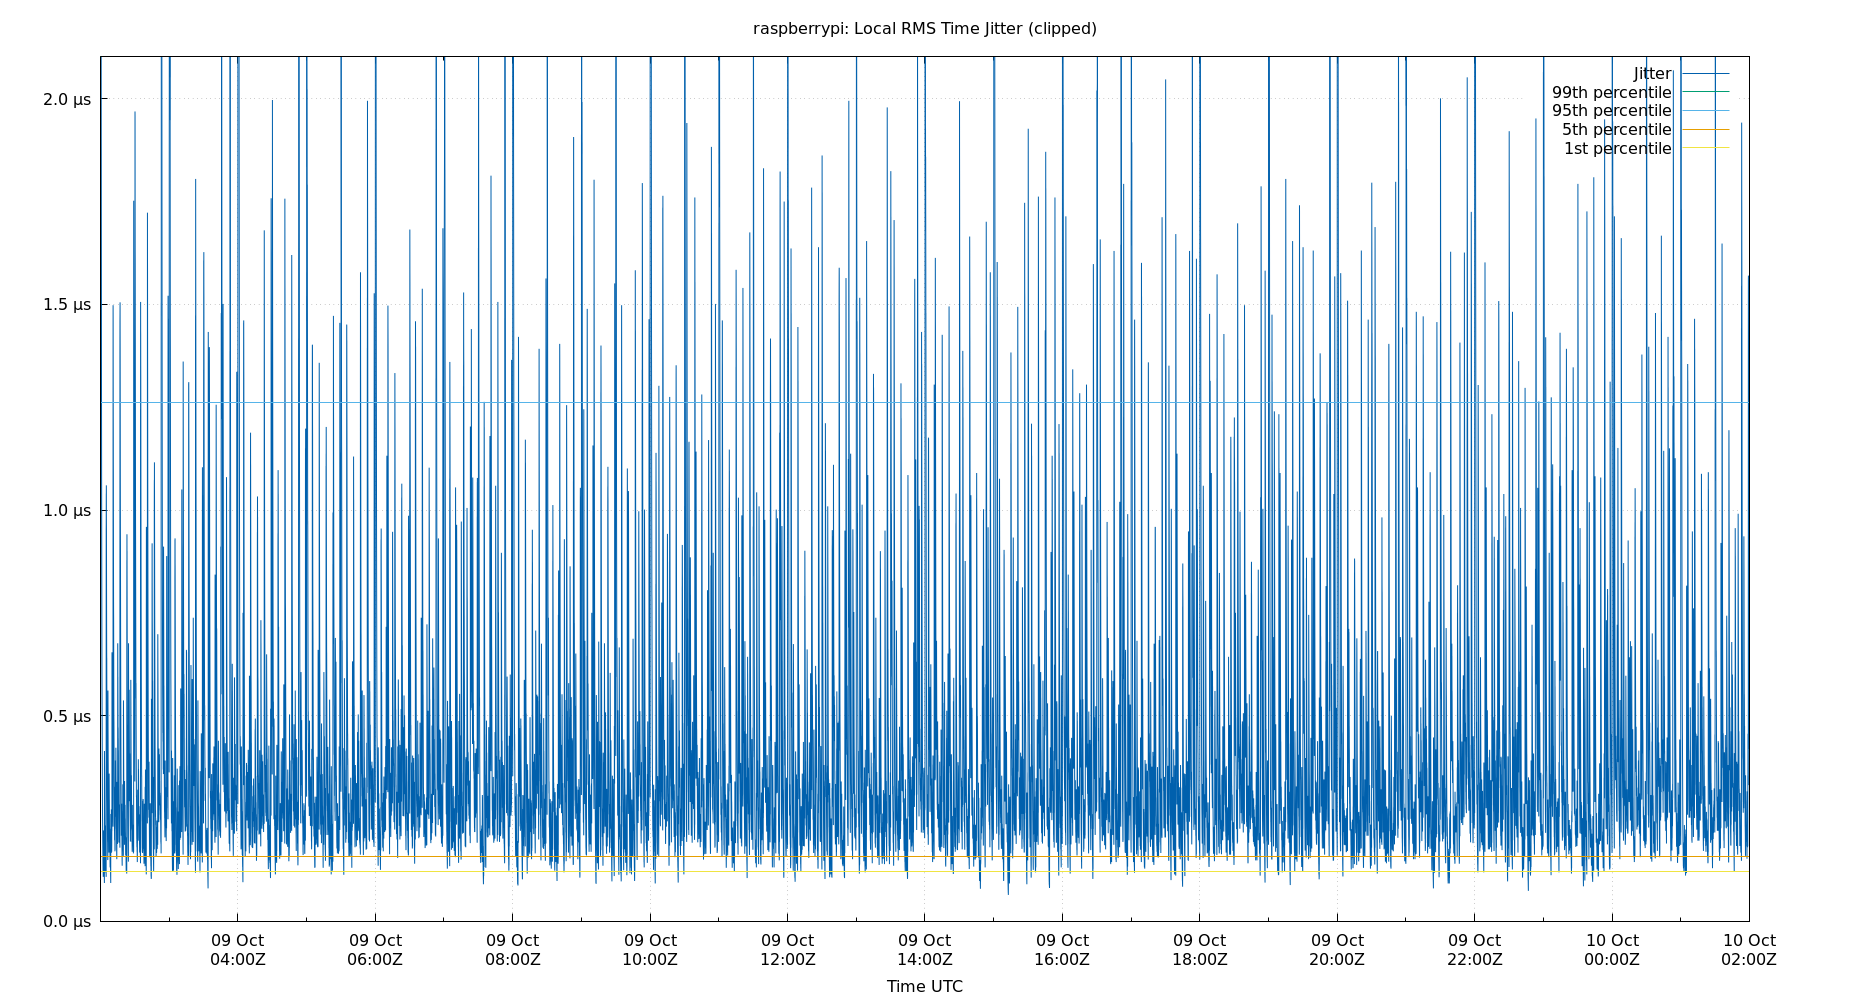 raspberrypi: Local RMS Time Jitter (clipped)
Jitter
99th percentile
95th percentile
5th percentile
1st percentile
2.0 µs
1.5 µs
1.0 µs
0.5 µs
0.0 µs
09 Oct 09 Oct 09 Oct 09 Oct 09 Oct 09 Oct 09 Oct 09 Oct 09 Oct 09 Oct 10 Oct 10 Oct
04:00Z 06:00Z 08:00Z 10:00Z 12:00Z 14:00Z 16:00Z 18:00Z 20:00Z 22:00Z 00:00Z 02:00Z
Time UTC